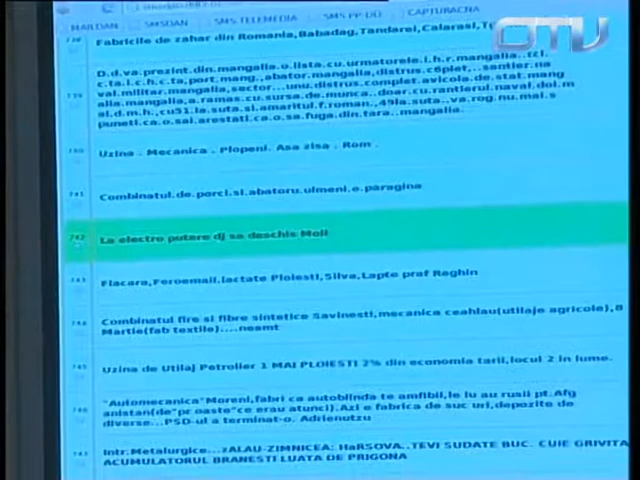 MAILDAN SMSDAN SMS TELEMEDIA SMS PP-DD CAPTURACNA
OTV
738 Fabricile de zahar din Romania,Babadag,Tandarei,Calarasi,
D.d.va.prezint.din.mangalia.o.lista.cu.urmatorele.i.h.r.mangalia..
c.ta.i.c.h.c.ta,port.mang.,abator.mangalia,distrus.complet,..santier.na
739 val.militar.mangalia,sector...unu.distrus.complet.avicola.de.stat.mang
alia.mangalia,a.ramas.cu.sursa.de.munca..doar.cu.rantierul.naval.doi.m
ai.d.m.h.,cu51.la.suta.si.amaritul.f.roman.,49la.suta..va.rog.nu.mai.s
puneti.ca.o.sai.arestati.ca.o.sa.fuga.din.tara..mangalia.
740 Uzina . Mecanica . Plopeni. Asa zisa . Rom .
741 Combinatul.de.porci.si.abatoru.ulmeni.e.paragina
742 La electro putere dj sa deschis Moll
743 Flacara,Feroemail,lactate Ploiesti,Silva,Lapte praf Reghin
744 Combinatul fire si fibre sintetice Savinesti,mecanica ceahlau(utilaje agricole),8
Martie(fab textile)....neamt
745 Uzina de Utilaj Petrolier 1 MAI PLOIESTI 2% din economia tarii,locul 2 in lume.
"Automecanica"Moreni,fabri ca autoblinda te amfibii,le lu au rusii pt.Afg
746 anistan(de"pr oaste"ce erau atunci).Azi e fabrica de suc uri,depozite de
diverse...PSD-ul a terminat-o. Adrienutzu
747 Intr.Metalurgice...zALAU-ZIMNICEA: HaRSOVA..TEVI SUDATE BUC. CUIE GRIVITA
ACUMULATORUL BRANESTI LUATA DE PRIGONA